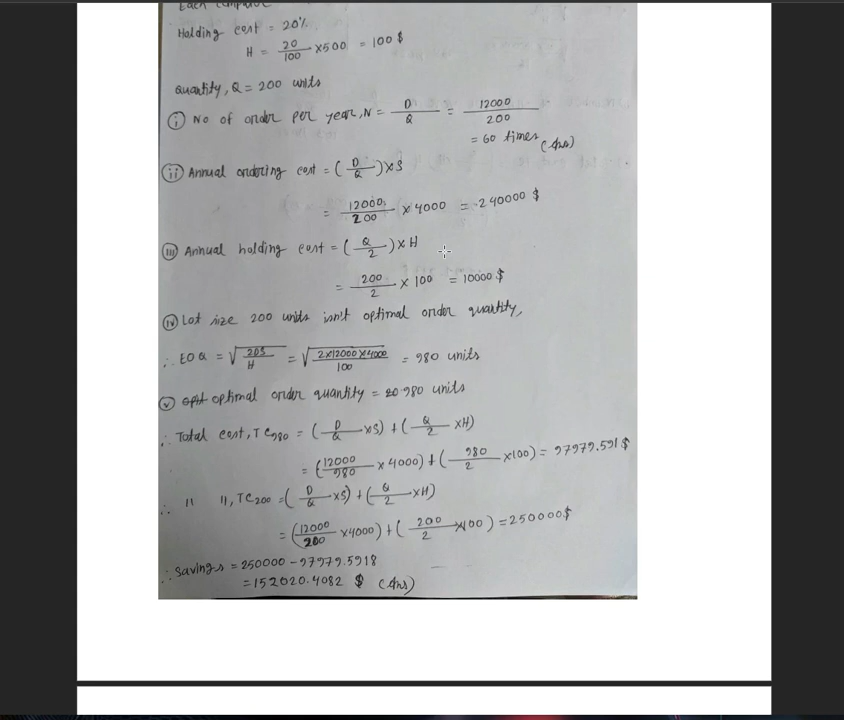 Each computer
Holding cost = 20%
H = 20/100 × 500 = 100 $
Quantity, Q = 200 units
(i) No of order per year, N = D/Q = 12000/200
= 60 times (Ans)
(ii) Annual ordering cost = (D/Q) × S
= 12000/200 × 4000 = 240000 $
(iii) Annual holding cost = (Q/2) × H
= 200/2 × 100 = 10000 $
(iv) Lot size 200 units isn't optimal order quantity,
∴ EOQ = √2DS/H = √2×12000×4000/100 = 980 units
(v) optimal order quantity = 980 units
∴ Total cost, TC980 = (D/Q × S) + (Q/2 × H)
= (12000/980 × 4000) + (980/2 × 100) = 97979.591 $
∴ " ", TC200 = (D/Q × S) + (Q/2 × H)
= (12000/200 × 4000) + (200/2 × 100) = 250000 $
∴ Savings = 250000 - 97979.5918
= 152020.4082 $ (Ans)